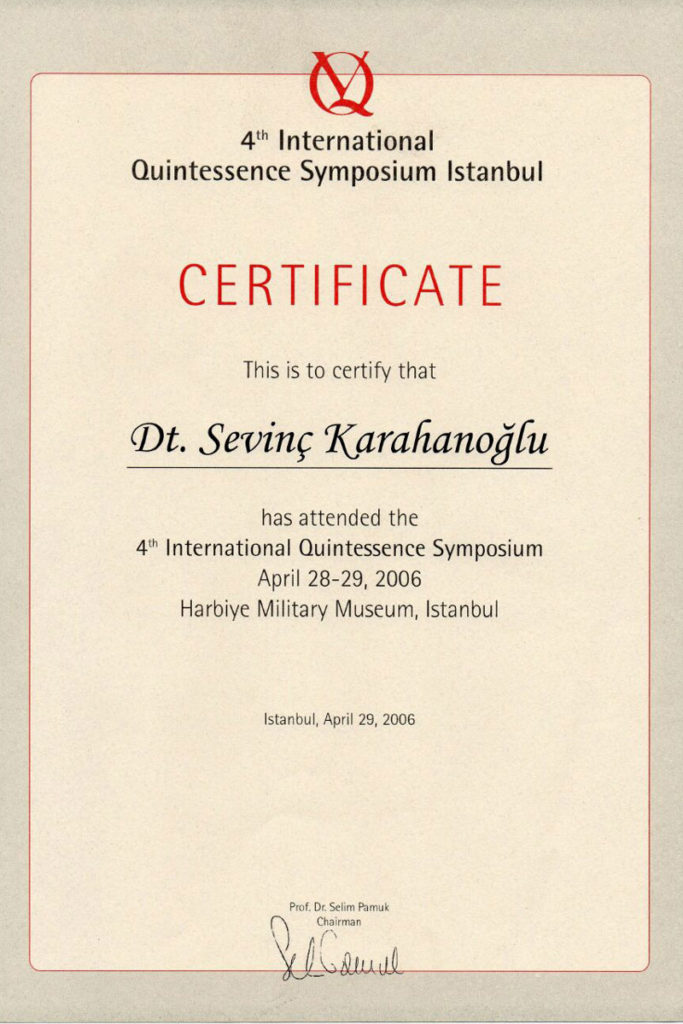 4th International
Quintessence Symposium Istanbul
CERTIFICATE
This is to certify that
Dt. Sevinç Karahanoğlu
has attended the
4th International Quintessence Symposium
April 28-29, 2006
Harbiye Military Museum, Istanbul
Istanbul, April 29, 2006
Prof. Dr. Selim Pamuk
Chairman